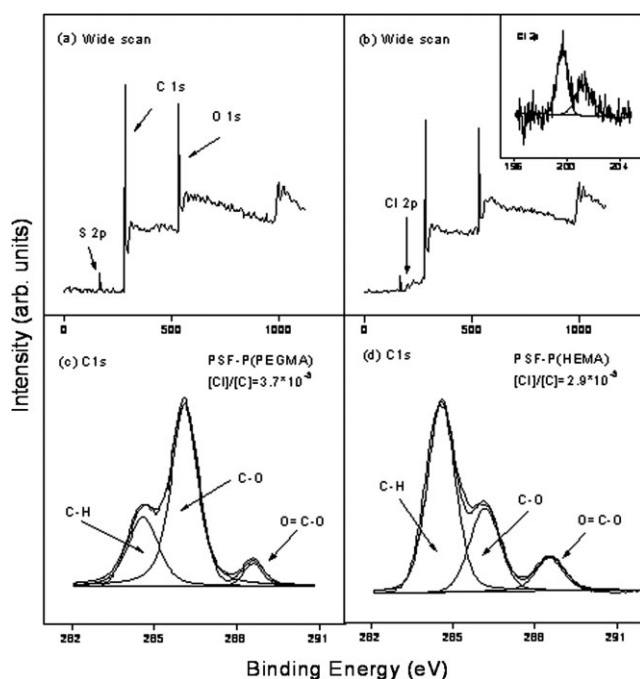 (a) Wide scan
C 1s
O 1s
S 2p
0
500
1000
(b) Wide scan
Cl 2p
196
200
204
Cl 2p
0
500
1000
Intensity (arb. units)
(c) C1s
PSF-P(PEGMA)
[Cl]/[C]=3.7*10⁻³
C-H
C-O
O=C-O
282
285
288
291
(d) C1s
PSF-P(HEMA)
[Cl]/[C]=2.9*10⁻³
C-H
C-O
O=C-O
282
285
288
291
Binding Energy (eV)